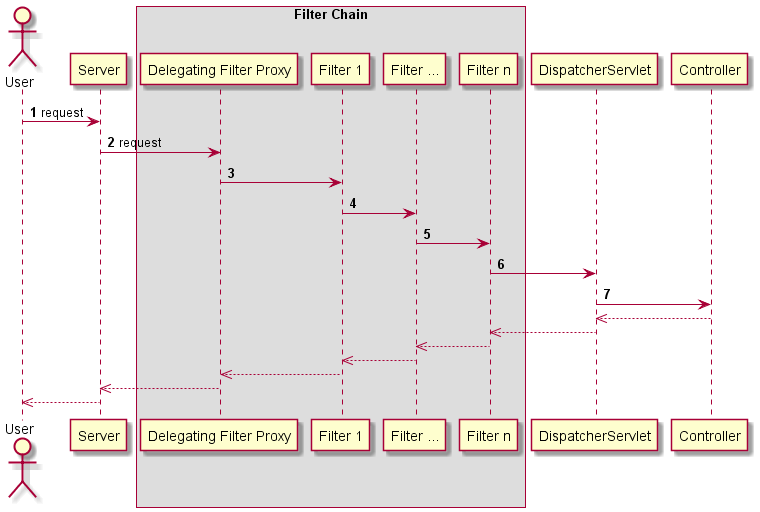 Filter Chain
User
Server
Delegating Filter Proxy
Filter 1
Filter ...
Filter n
DispatcherServlet
Controller
1 request
2 request
3
4
5
6
7
User
Server
Delegating Filter Proxy
Filter 1
Filter ...
Filter n
DispatcherServlet
Controller